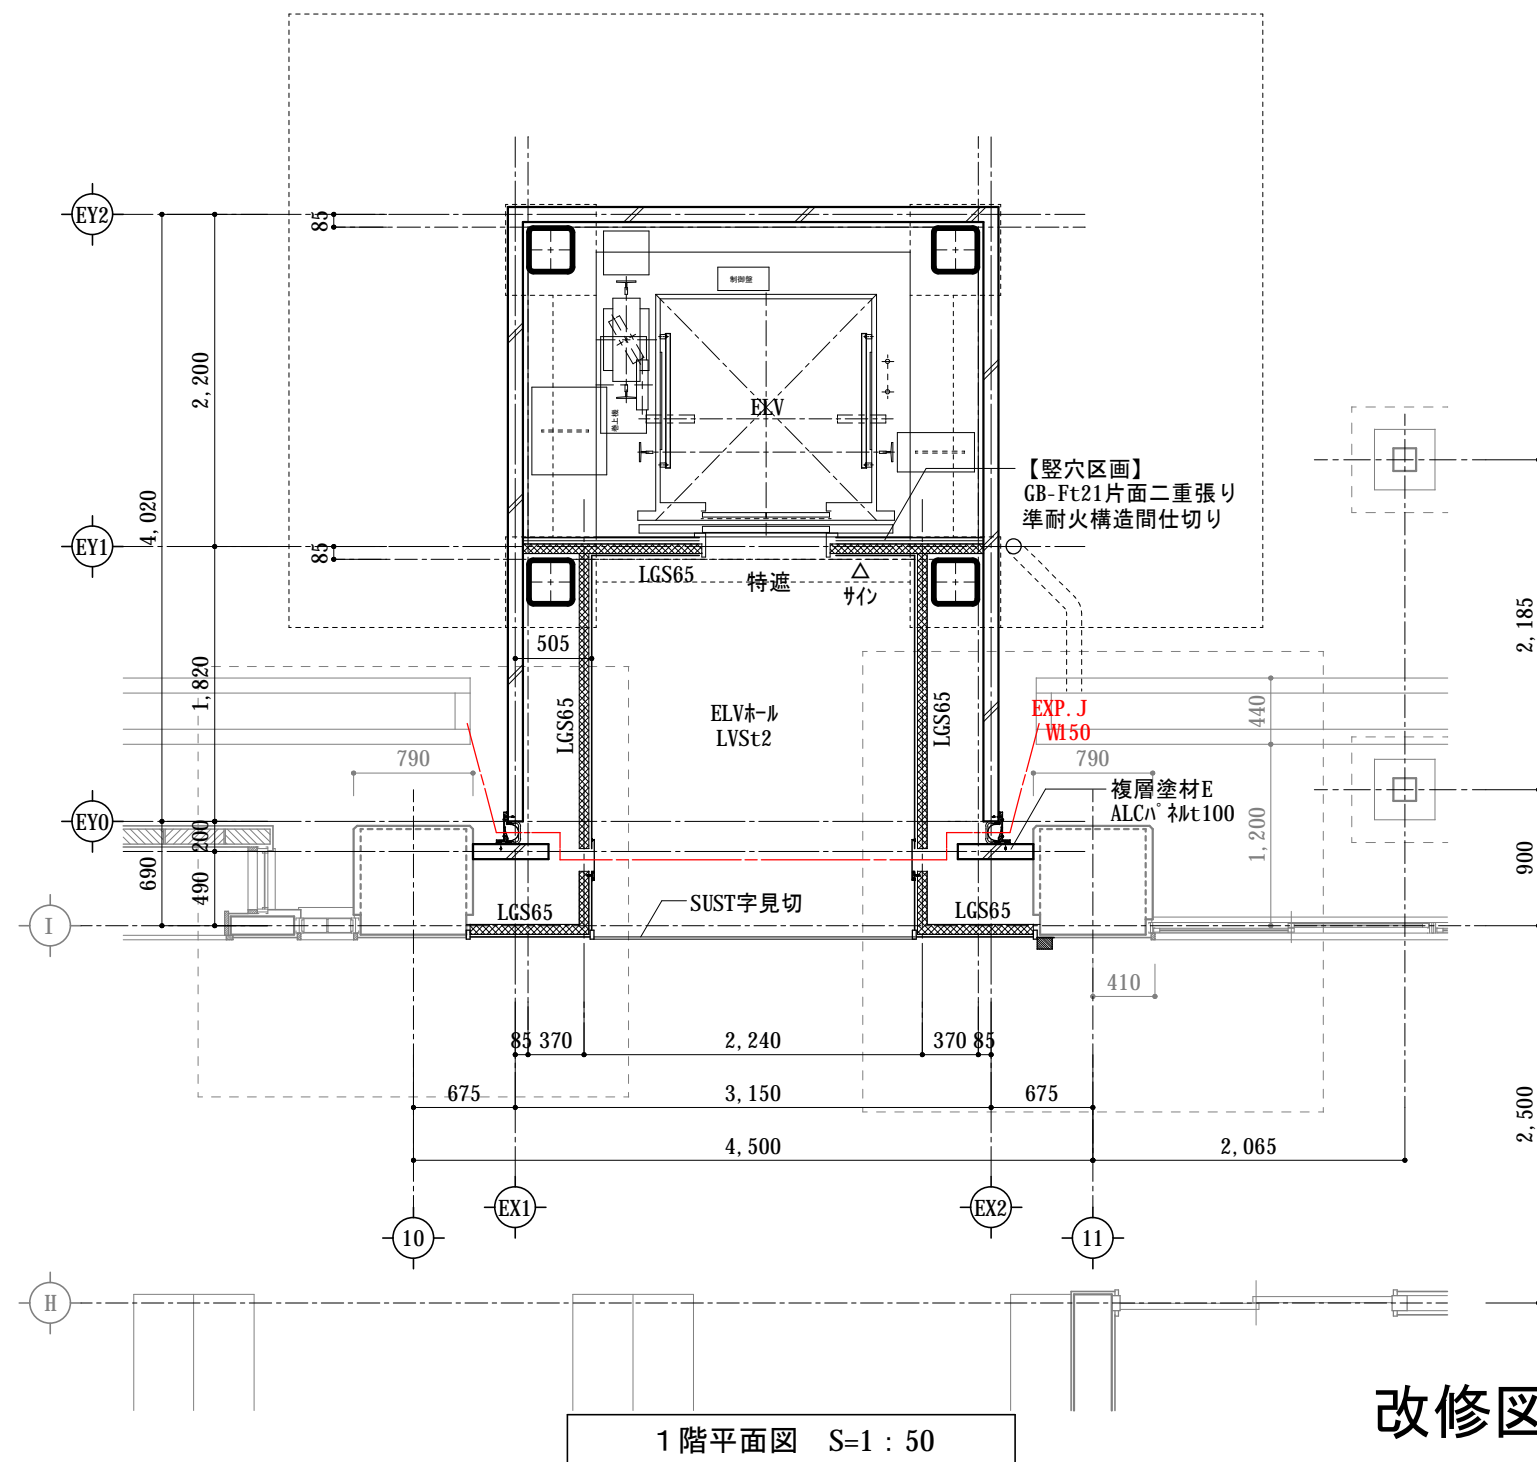 EY2
85
制御盤
2,200
巻上機
ELV
【竪穴区画】
GB-Ft21片面二重張り
準耐火構造間仕切り
4,020
EY1
85
LGS65
特遮
サイン
2,185
505
1,820
LGS65
ELVホール
LVSt2
LGS65
EXP.J
W150
440
790
790
複層塗材E
ALCパネルt100
EY0
200
690
490
1,200
900
I
LGS65
SUST字見切
LGS65
410
85
370
2,240
370
85
675
3,150
675
2,500
4,500
2,065
EX1
EX2
10
11
H
改修図
1階平面図 S=1：50